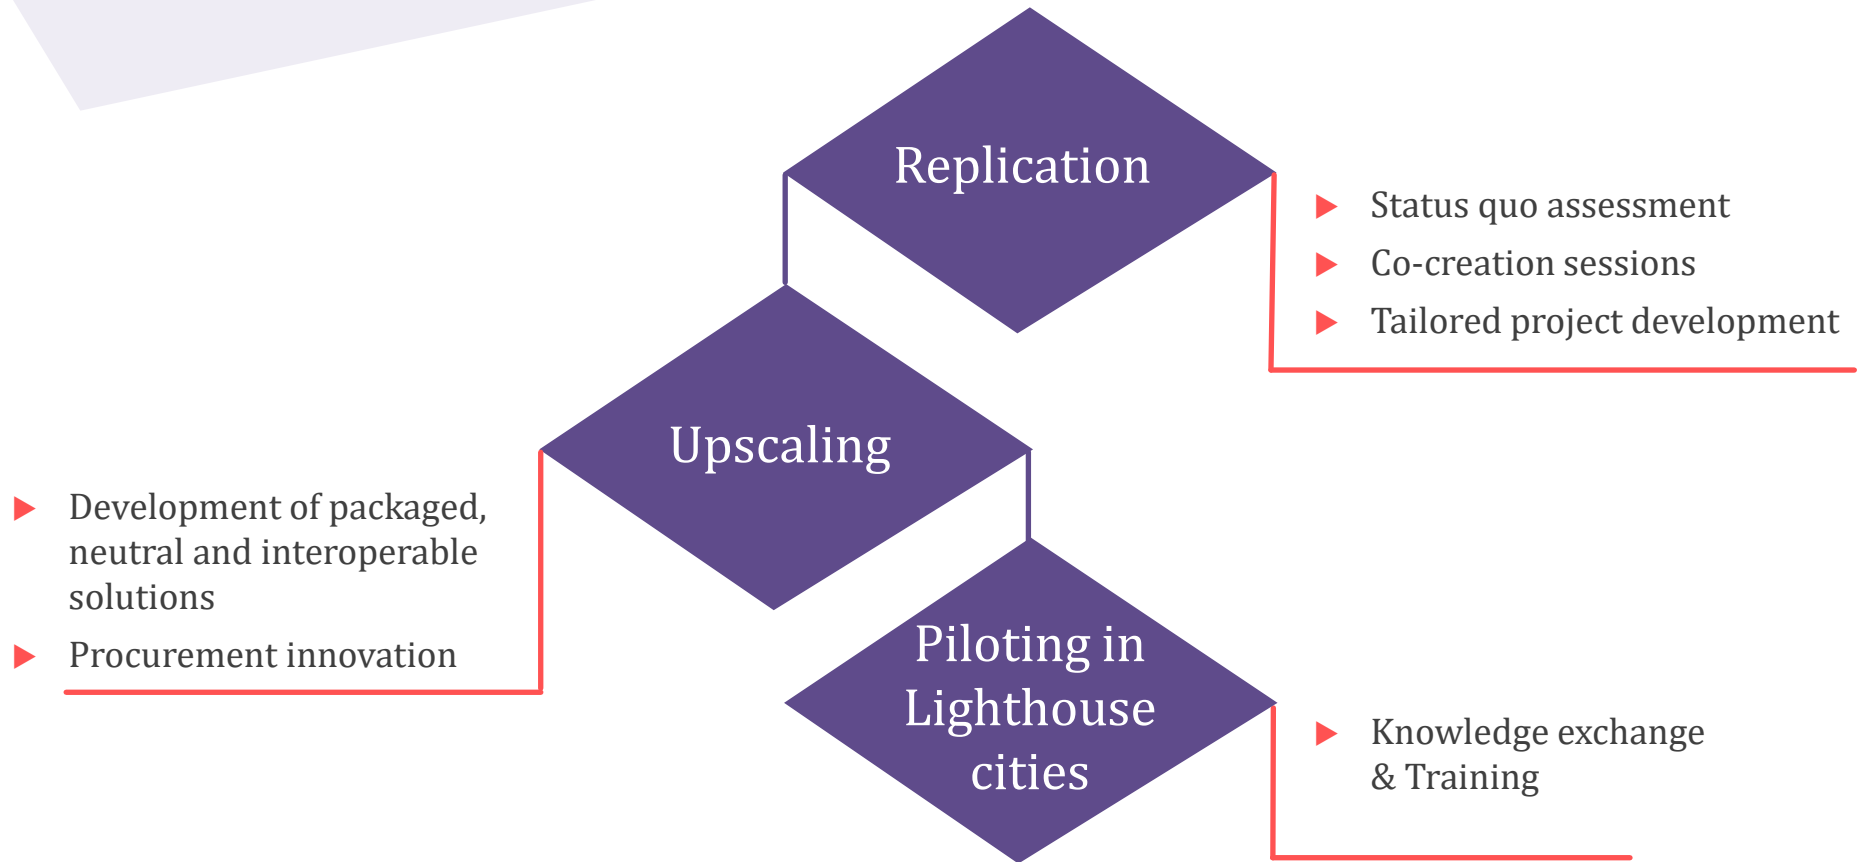 Replication
Status quo assessment
Co-creation sessions
Tailored project development
Upscaling
Development of packaged,
neutral and interoperable
solutions
Procurement innovation
Piloting in
Lighthouse
cities
Knowledge exchange
& Training